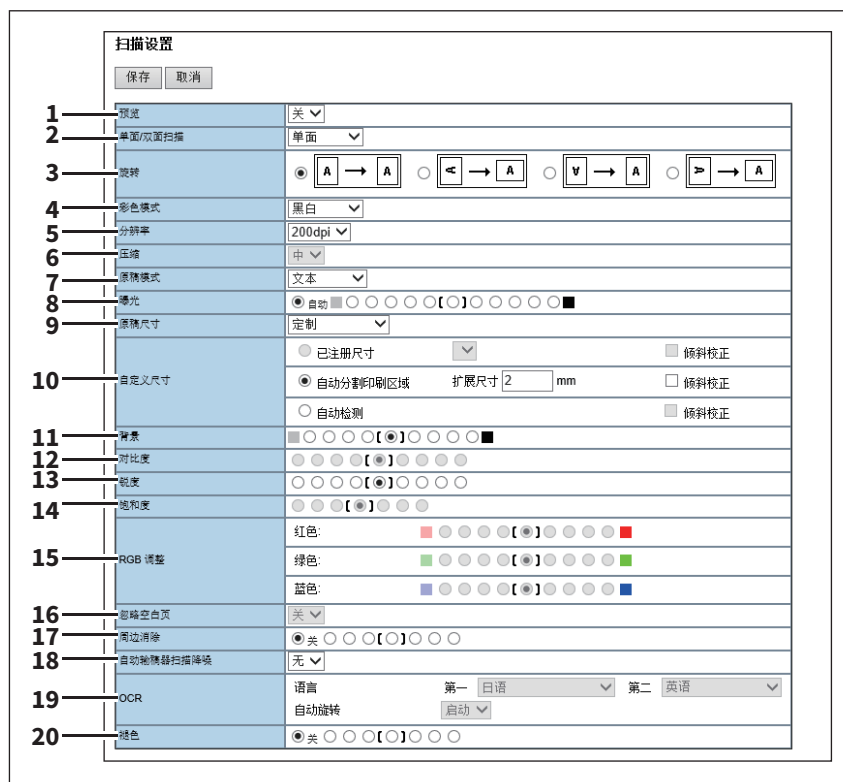 扫描设置
保存 取消
1 预览 关
2 单面/双面扫描 单面
3 旋转 A → A A → A A → A A → A
4 彩色模式 黑白
5 分辨率 200dpi
6 压缩 中
7 原稿模式 文本
8 曝光 自动 [ ]
9 原稿尺寸 定制
已注册尺寸 倾斜校正
10 自定义尺寸 自动分割印刷区域 扩展尺寸 2 mm 倾斜校正
自动检测 倾斜校正
11 背景 [ ]
12 对比度 [ ]
13 锐度 [ ]
14 饱和度 [ ]
红色: [ ]
15 RGB 调整 绿色: [ ]
蓝色: [ ]
16 忽略空白页 关
17 周边消除 关 [ ]
18 自动输稿器扫描降噪 无
19 OCR 语言 第一 日语 第二 英语
自动旋转 启动
20 褪色 关 [ ]